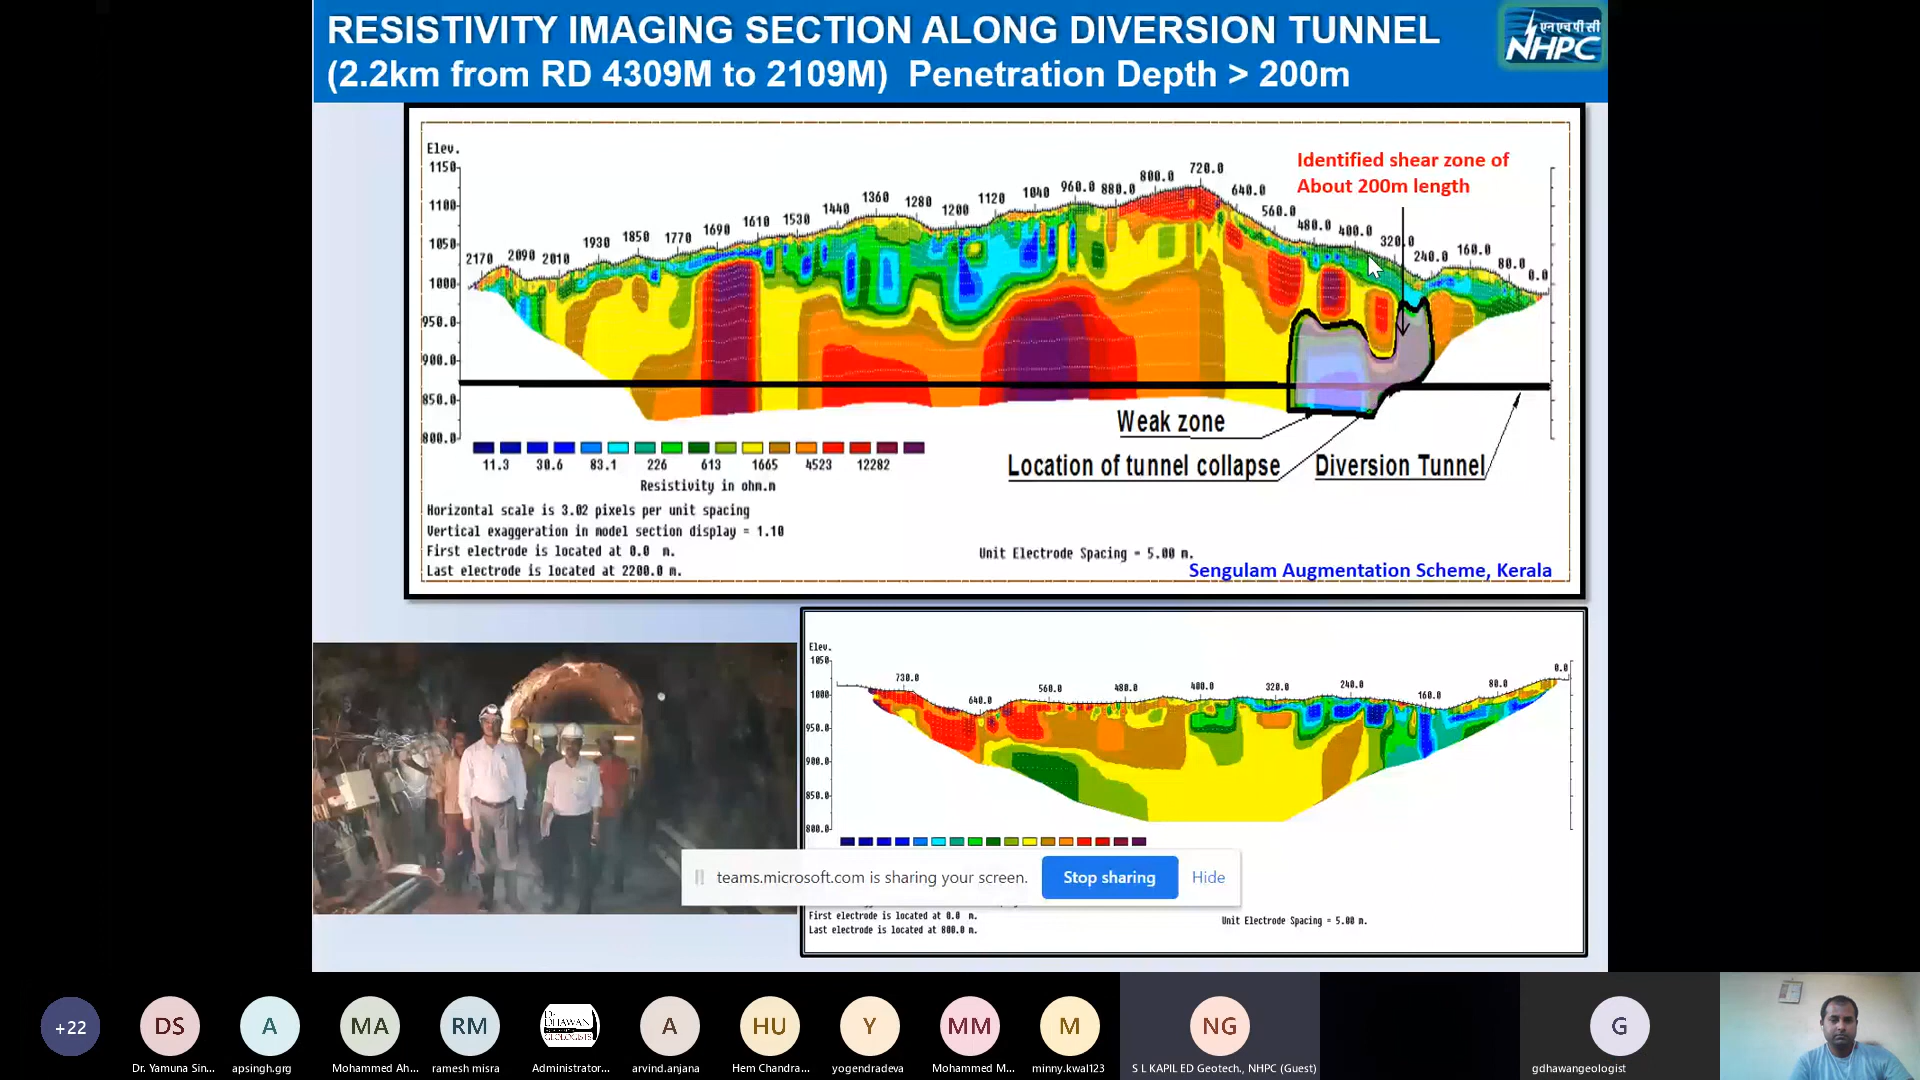 RESISTIVITY IMAGING SECTION ALONG DIVERSION TUNNEL
(2.2km from RD 4309M to 2109M) Penetration Depth > 200m
एन एच पी सी
NHPC
Elev.
1150
1100
1050
1000
950.0
900.0
850.0
800.0
2170 2090 2010 1930 1850 1770 1690 1610 1530 1440 1360 1280 1200 1120 1040 960.0 880.0 800.0 720.0 640.0 560.0 480.0 400.0 320.0 240.0 160.0 80.0 0.0
Identified shear zone of
About 200m length
Weak zone
Location of tunnel collapse
Diversion Tunnel
11.3 30.6 83.1 226 613 1665 4523 12282
Resistivity in ohm.m
Horizontal scale is 3.02 pixels per unit spacing
Vertical exaggeration in model section display = 1.10
First electrode is located at 0.0 m.
Last electrode is located at 2200.0 m.
Unit Electrode Spacing = 5.00 m.
Sengulam Augmentation Scheme, Kerala
Elev.
1050
1000
950.0
900.0
850.0
800.0
730.0 640.0 560.0 480.0 400.0 320.0 240.0 160.0 80.0 0.0
teams.microsoft.com is sharing your screen.
Stop sharing
Hide
First electrode is located at 0.0 m.
Last electrode is located at 800.0 m.
Unit Electrode Spacing = 5.00 m.
+22
DS
A
MA
RM
Dr. DHAWAN
GEOLOGISTS
A
HU
Y
MM
M
NG
G
Dr. Yamuna Sin...
apsingh.grg
Mohammed Ah...
ramesh misra
Administrator...
arvind.anjana
Hem Chandra...
yogendradeva
Mohammed M...
minny.kwal123
S L KAPIL ED Geotech., NHPC (Guest)
gdhawangeologist